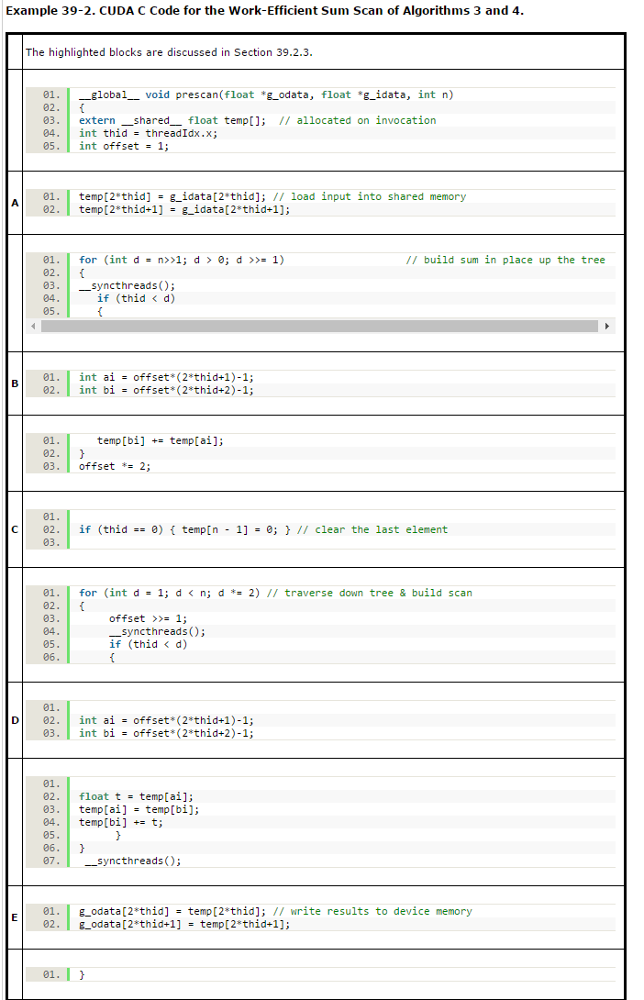 Example 39-2. CUDA C Code for the Work-Efficient Sum Scan of Algorithms 3 and 4.
The highlighted blocks are discussed in Section 39.2.3.
01. __global__ void prescan(float *g_odata, float *g_idata, int n)
02. {
03. extern __shared__ float temp[];  // allocated on invocation
04. int thid = threadIdx.x;
05. int offset = 1;
A
01. temp[2*thid] = g_idata[2*thid]; // load input into shared memory
02. temp[2*thid+1] = g_idata[2*thid+1];
01. for (int d = n>>1; d > 0; d >>= 1)                    // build sum in place up the tree
02. {
03. __syncthreads();
04.    if (thid < d)
05.    {
B
01. int ai = offset*(2*thid+1)-1;
02. int bi = offset*(2*thid+2)-1;
01.    temp[bi] += temp[ai];
02. }
03. offset *= 2;
C
01.
02. if (thid == 0) { temp[n - 1] = 0; } // clear the last element
03.
01. for (int d = 1; d < n; d *= 2) // traverse down tree & build scan
02. {
03.      offset >>= 1;
04.      __syncthreads();
05.      if (thid < d)
06.      {
D
01.
02. int ai = offset*(2*thid+1)-1;
03. int bi = offset*(2*thid+2)-1;
01.
02. float t = temp[ai];
03. temp[ai] = temp[bi];
04. temp[bi] += t;
05.       }
06. }
07.  __syncthreads();
E
01. g_odata[2*thid] = temp[2*thid]; // write results to device memory
02. g_odata[2*thid+1] = temp[2*thid+1];
01. }